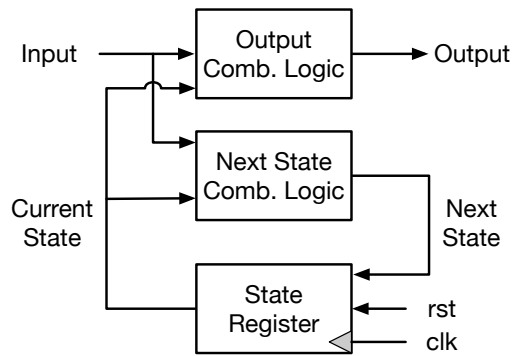 Input
Output
Comb. Logic
Output
Next State
Comb. Logic
Current
State
Next
State
State
Register
rst
clk